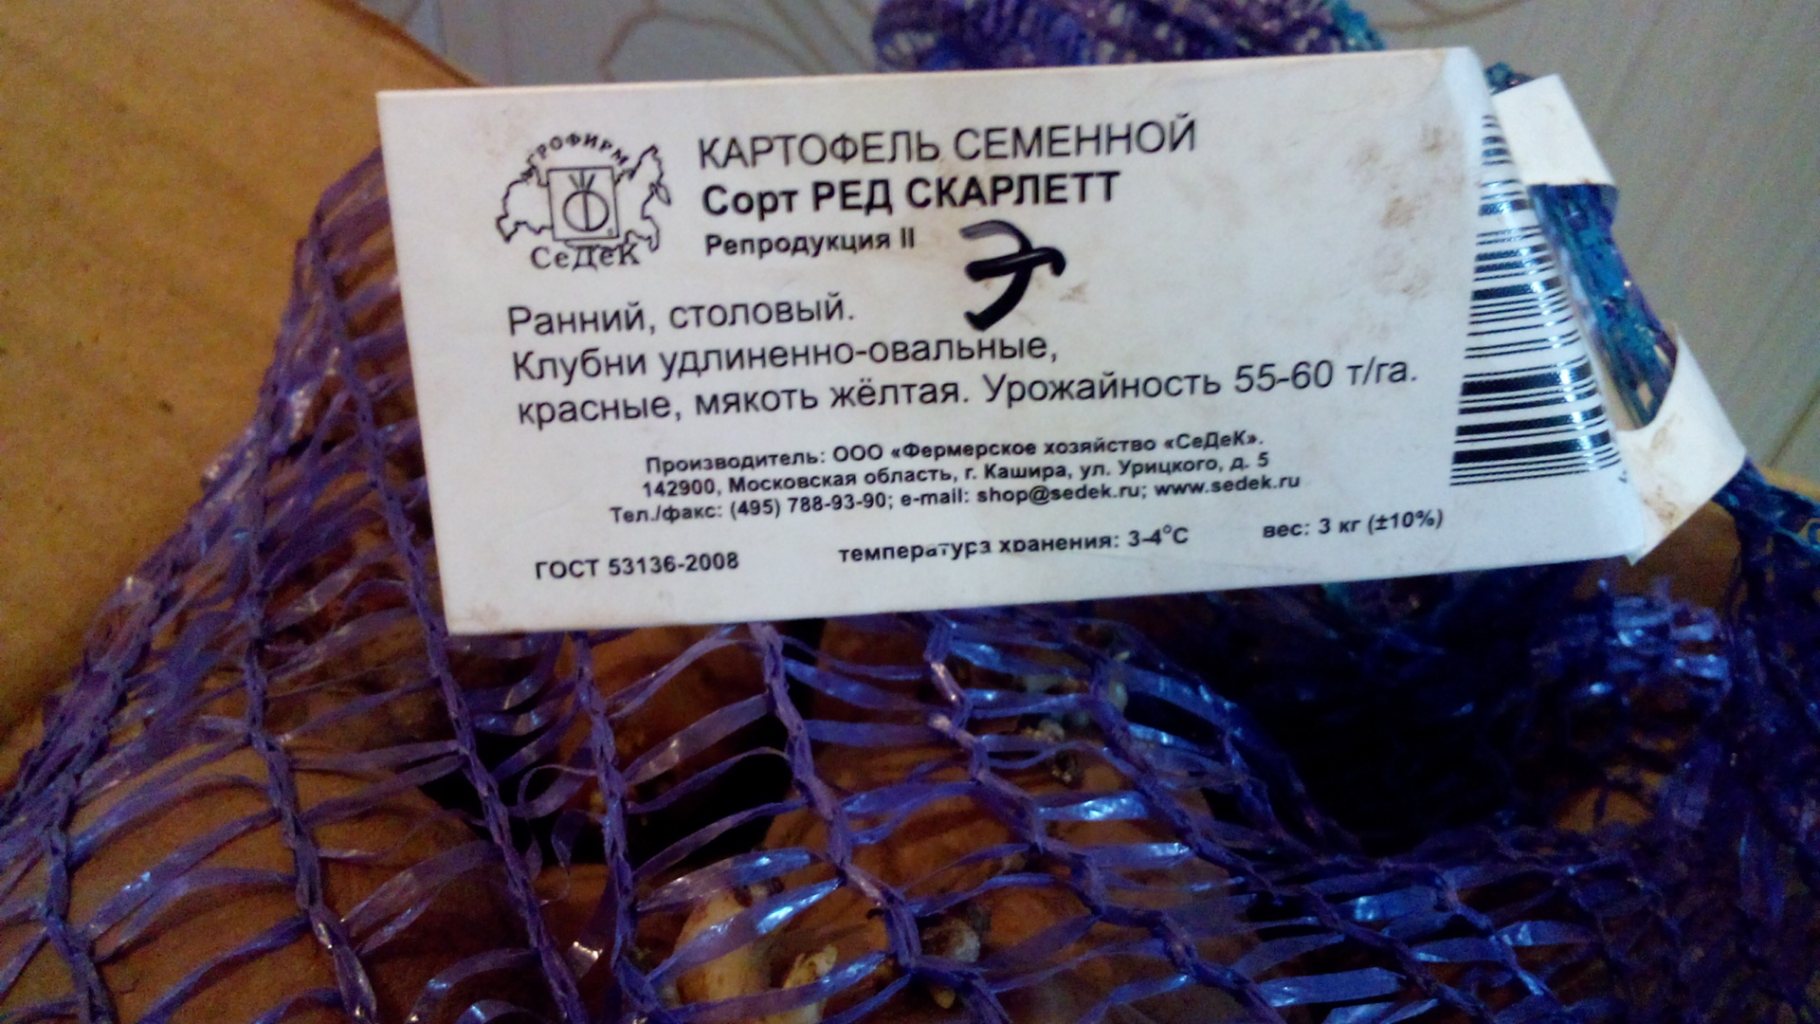 АГРОФИРМА
СеДеК
КАРТОФЕЛЬ СЕМЕННОЙ
Сорт РЕД СКАРЛЕТТ
Репродукция II
Э
Ранний, столовый.
Клубни удлиненно-овальные,
красные, мякоть жёлтая. Урожайность 55-60 т/га.
Производитель: ООО «Фермерское хозяйство «СеДеК».
142900, Московская область, г. Кашира, ул. Урицкого, д. 5
Тел./факс: (495) 788-93-90; e-mail: shop@sedek.ru; www.sedek.ru
ГОСТ 53136-2008 температура хранения: 3-4°С вес: 3 кг (±10%)